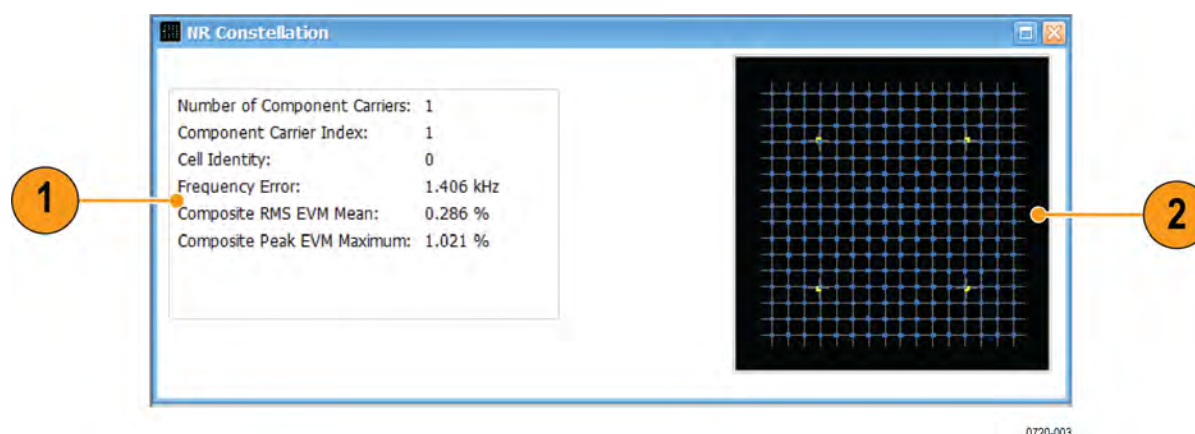 NR Constellation
Number of Component Carriers: 1
Component Carrier Index: 1
Cell Identity: 0
Frequency Error: 1.406 kHz
Composite RMS EVM Mean: 0.286 %
Composite Peak EVM Maximum: 1.021 %
1
2
0720-003